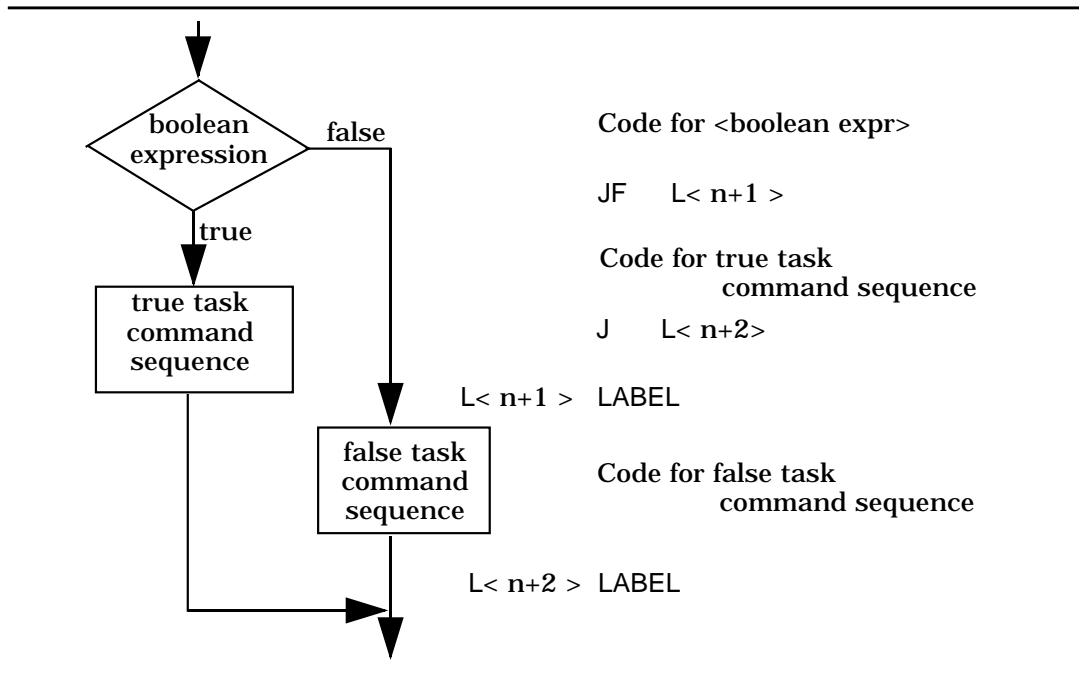 boolean
expression
false
true
true task
command
sequence
false task
command
sequence
Code for <boolean expr>
JF L< n+1 >
Code for true task
command sequence
J L< n+2>
L< n+1 > LABEL
Code for false task
command sequence
L< n+2 > LABEL